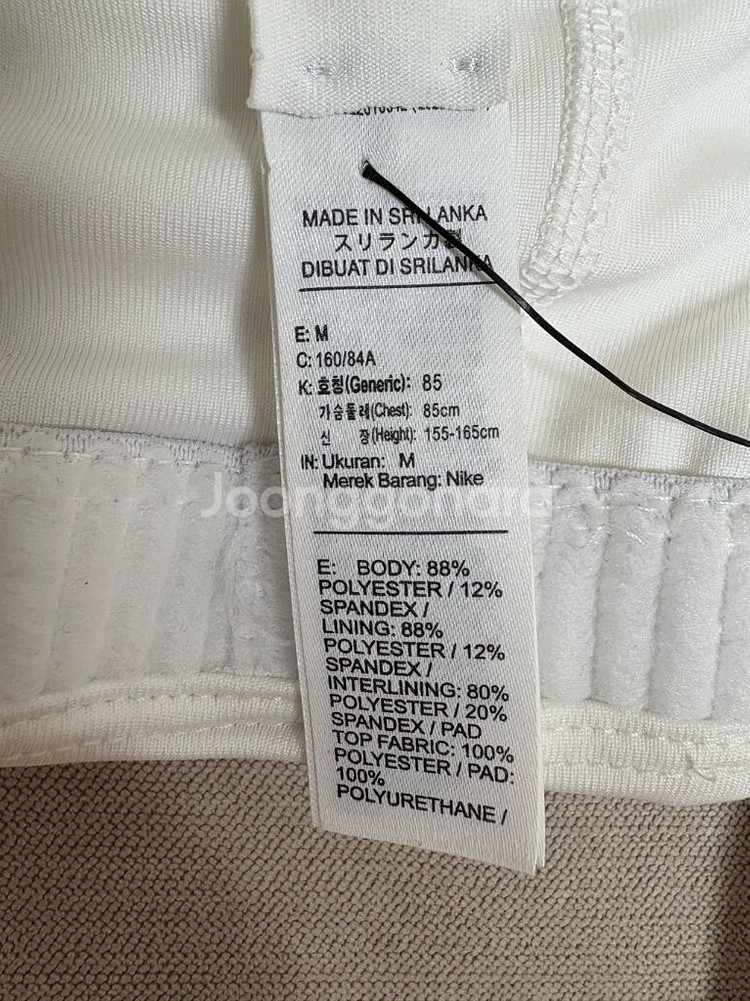 MADE IN SRI LANKA
スリランカ製
DIBUAT DI SRILANKA
E: M
C: 160/84A
K: 호칭(Generic): 85
가슴둘레(Chest): 85cm
신 장(Height): 155-165cm
IN: Ukuran: M
Merek Barang: Nike
Joonggonara
E: BODY: 88%
POLYESTER / 12%
SPANDEX /
LINING: 88%
POLYESTER / 12%
SPANDEX /
INTERLINING: 80%
POLYESTER / 20%
SPANDEX / PAD
TOP FABRIC: 100%
POLYESTER / PAD:
100%
POLYURETHANE /